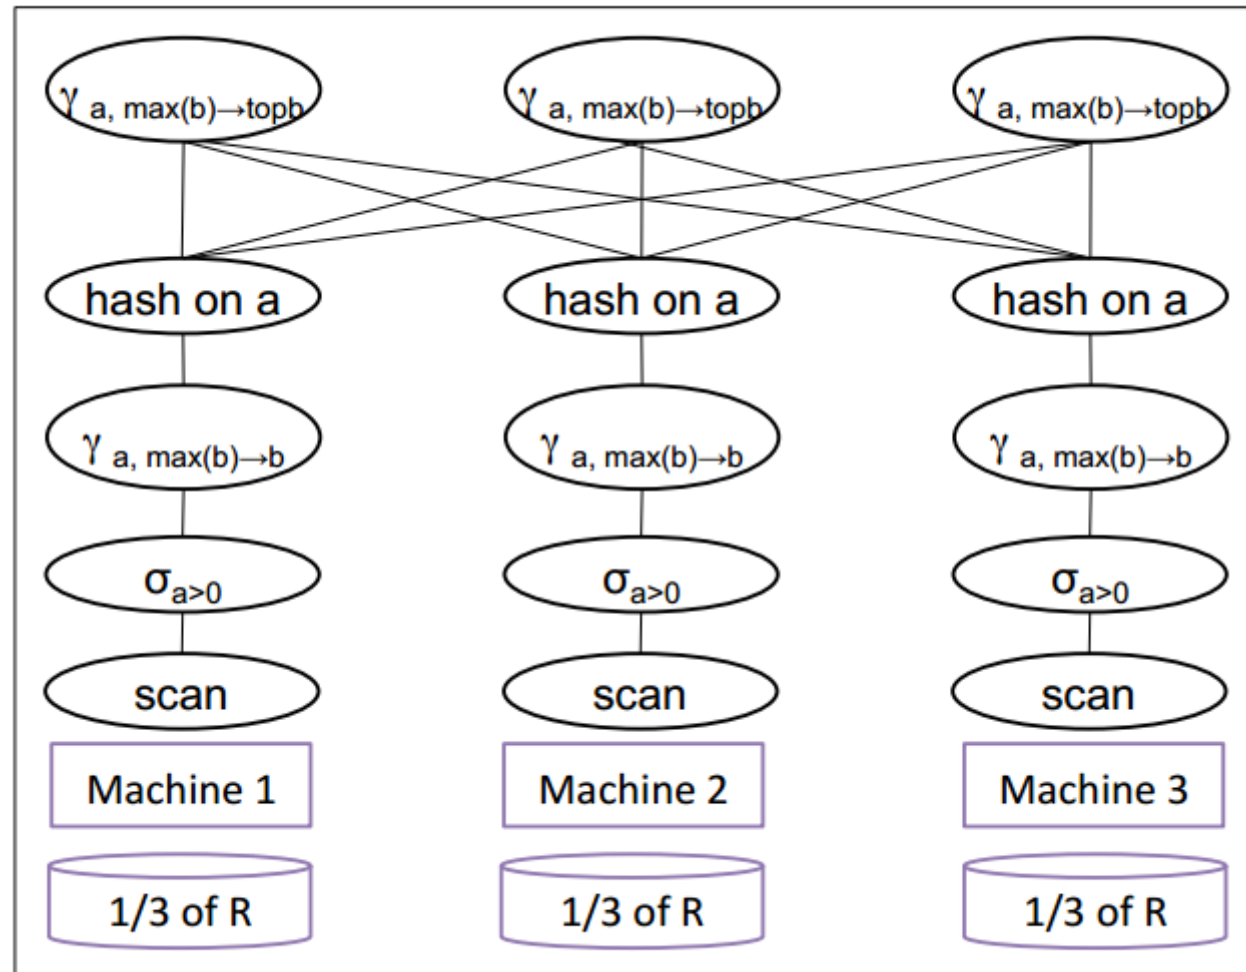 γ a, max(b)→topb γ a, max(b)→topb γ a, max(b)→topb
hash on a hash on a hash on a
γ a, max(b)→b γ a, max(b)→b γ a, max(b)→b
σa>0 σa>0 σa>0
scan scan scan
Machine 1 Machine 2 Machine 3
1/3 of R 1/3 of R 1/3 of R